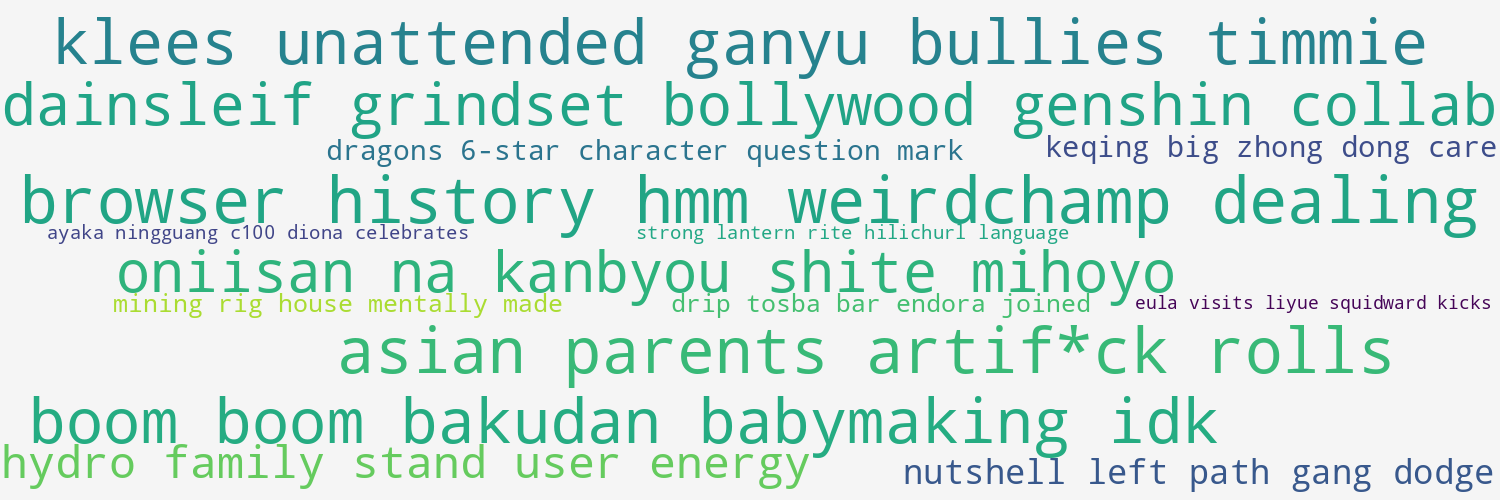 klees unattended ganyu bullies timmie
dainsleif grindset bollywood genshin collab
dragons 6-star character question mark
keqing big zhong dong care
browser history hmm weirdchamp dealing
ayaka ningguang c100 diona celebrates
strong lantern rite hilichurl language
oniisan na kanbyou shite mihoyo
mining rig house mentally made
drip tosba bar endora joined
eula visits liyue squidward kicks
asian parents artif*ck rolls
boom boom bakudan babymaking idk
hydro family stand user energy
nutshell left path gang dodge